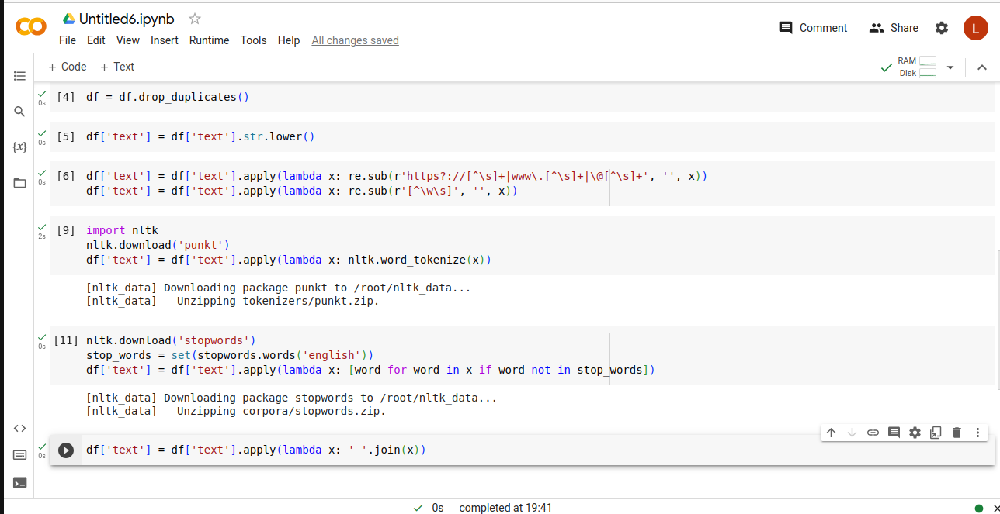 Untitled6.ipynb
File Edit View Insert Runtime Tools Help All changes saved
Comment Share L
+ Code + Text
RAM
Disk
{x}
0s [4] df = df.drop_duplicates()
0s [5] df['text'] = df['text'].str.lower()
0s [6] df['text'] = df['text'].apply(lambda x: re.sub(r'https?://[^\s]+|www\.[^\s]+|\@[^\s]+', '', x))
df['text'] = df['text'].apply(lambda x: re.sub(r'[^\w\s]', '', x))
2s [9] import nltk
nltk.download('punkt')
df['text'] = df['text'].apply(lambda x: nltk.word_tokenize(x))
[nltk_data] Downloading package punkt to /root/nltk_data...
[nltk_data]   Unzipping tokenizers/punkt.zip.
0s [11] nltk.download('stopwords')
stop_words = set(stopwords.words('english'))
df['text'] = df['text'].apply(lambda x: [word for word in x if word not in stop_words])
[nltk_data] Downloading package stopwords to /root/nltk_data...
[nltk_data]   Unzipping corpora/stopwords.zip.
0s df['text'] = df['text'].apply(lambda x: ' '.join(x))
0s completed at 19:41